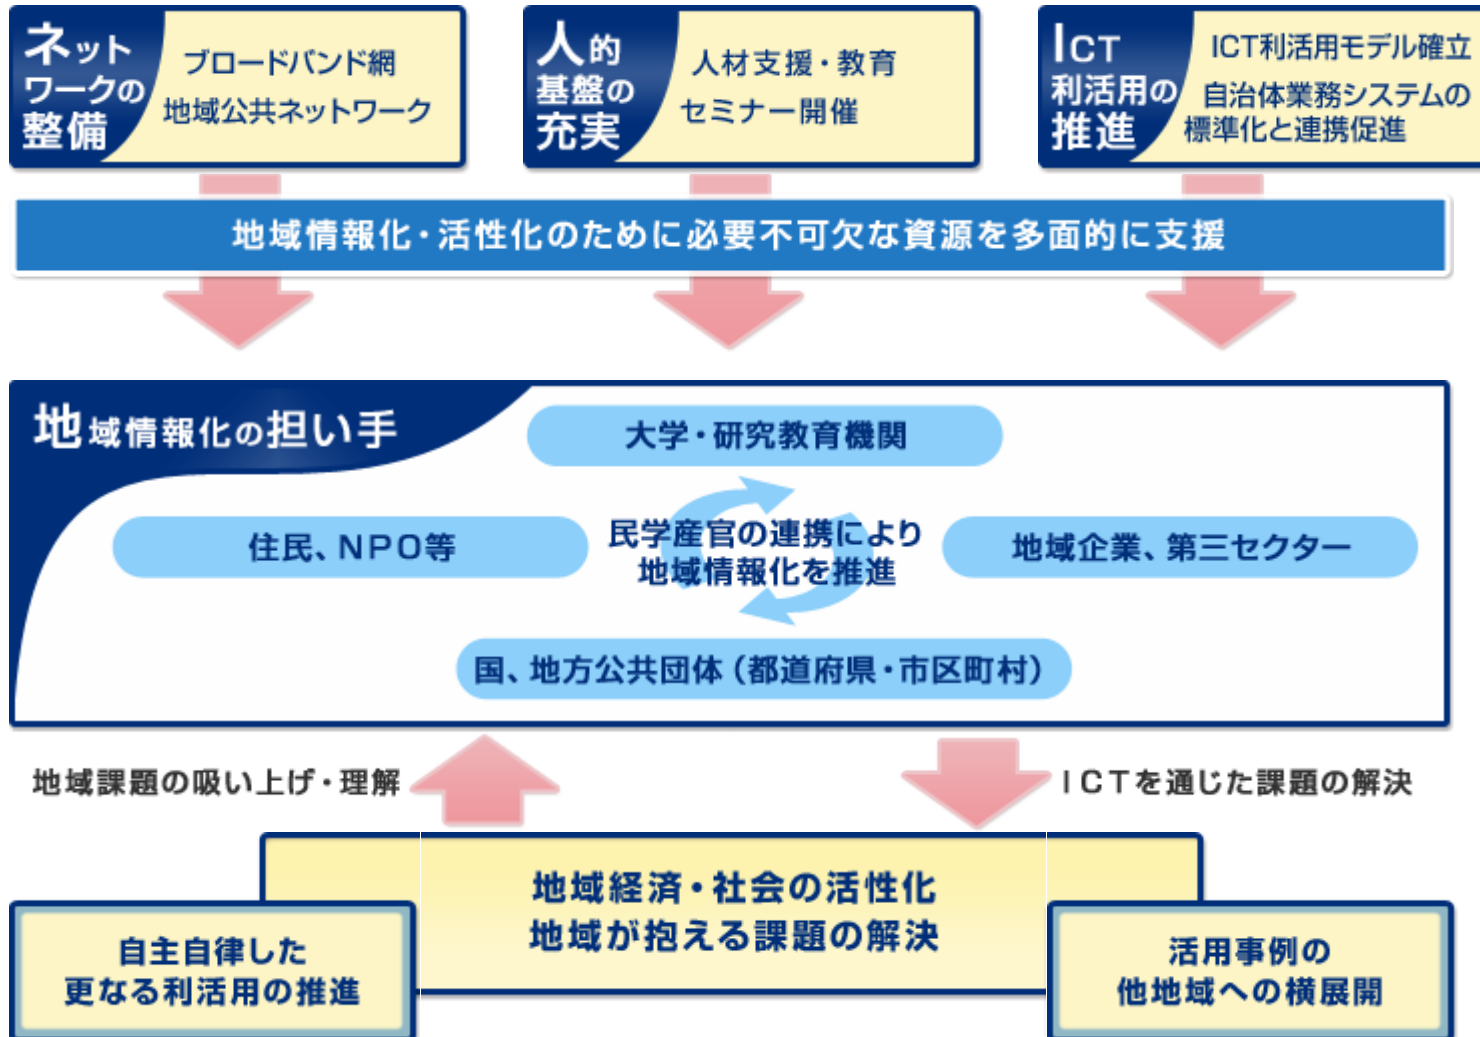 ネット
ワークの
整備
ブロードバンド網
地域公共ネットワーク
人的
基盤の
充実
人材支援・教育
セミナー開催
ICT
利活用の
推進
ICT利活用モデル確立
自治体業務システムの
標準化と連携促進
地域情報化・活性化のために必要不可欠な資源を多面的に支援
地域情報化の担い手
大学・研究教育機関
住民、NPO等
民学産官の連携により
地域情報化を推進
地域企業、第三セクター
国、地方公共団体（都道府県・市区町村）
地域課題の吸い上げ・理解
ICTを通じた課題の解決
地域経済・社会の活性化
地域が抱える課題の解決
自主自律した
更なる利活用の推進
活用事例の
他地域への横展開